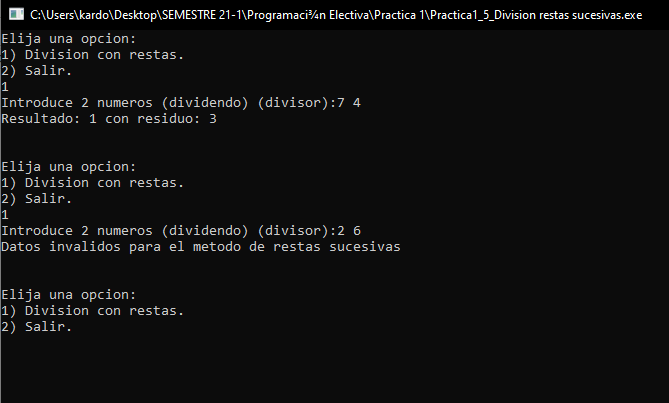 C:\Users\kardo\Desktop\SEMESTRE 21-1\Programaci¾n Electiva\Practica 1\Practica1_5_Division restas sucesivas.exe
Elija una opcion:
1) Division con restas.
2) Salir.
1
Introduce 2 numeros (dividendo) (divisor):7 4
Resultado: 1 con residuo: 3
Elija una opcion:
1) Division con restas.
2) Salir.
1
Introduce 2 numeros (dividendo) (divisor):2 6
Datos invalidos para el metodo de restas sucesivas
Elija una opcion:
1) Division con restas.
2) Salir.